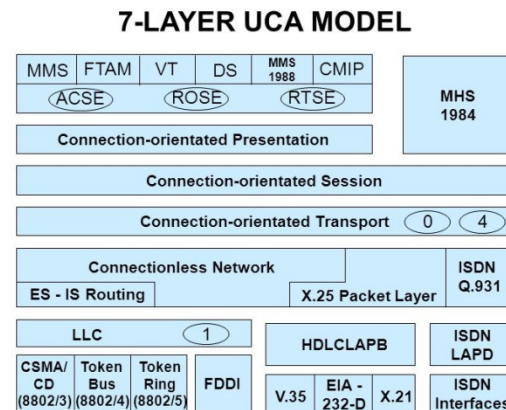 7-LAYER UCA MODEL
MMS FTAM VT DS MMS 1988 CMIP
ACSE ROSE RTSE
MHS
1984
Connection-orientated Presentation
Connection-orientated Session
Connection-orientated Transport 0 4
Connectionless Network
ES - IS Routing
X.25 Packet Layer
ISDN
Q.931
LLC 1
HDLCLAPB
ISDN
LAPD
CSMA/
CD
(8802/3)
Token
Bus
(8802/4)
Token
Ring
(8802/5)
FDDI
V.35
EIA -
232-D
X.21
ISDN
Interfaces